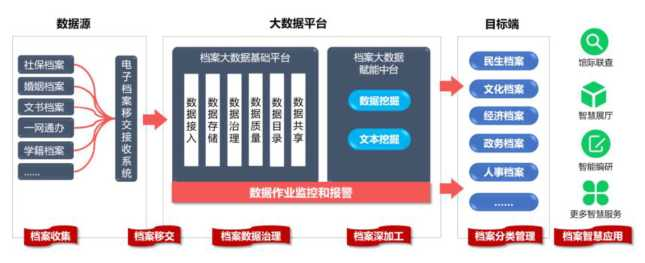 数据源
大数据平台
目标端
社保档案
婚姻档案
文书档案
一网通办
学籍档案
......
电子档案移交接收系统
档案大数据基础平台
数据接入
数据存储
数据治理
数据质量
数据目录
数据共享
档案大数据
赋能中台
数据挖掘
文本挖掘
数据作业监控和报警
民生档案
文化档案
经济档案
政务档案
人事档案
......
馆际联查
智慧展厅
智能编研
更多智慧服务
档案收集
档案移交
档案数据治理
档案深加工
档案分类管理
档案智慧应用